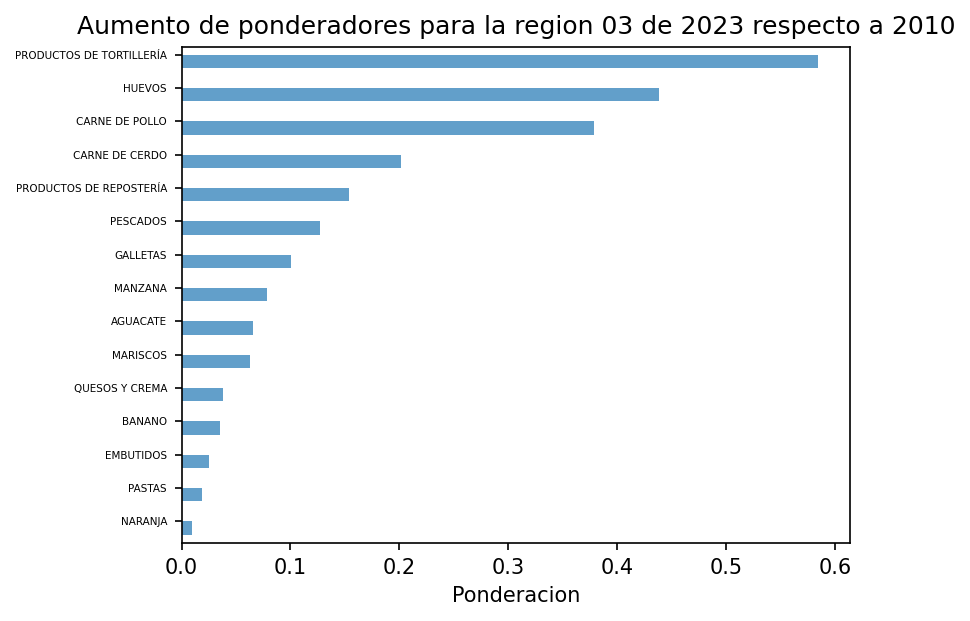 Aumento de ponderadores para la region 03 de 2023 respecto a 2010
PRODUCTOS DE TORTILLERÍA
HUEVOS
CARNE DE POLLO
CARNE DE CERDO
PRODUCTOS DE REPOSTERÍA
PESCADOS
GALLETAS
MANZANA
AGUACATE
MARISCOS
QUESOS Y CREMA
BANANO
EMBUTIDOS
PASTAS
NARANJA
0.0 0.1 0.2 0.3 0.4 0.5 0.6
Ponderacion